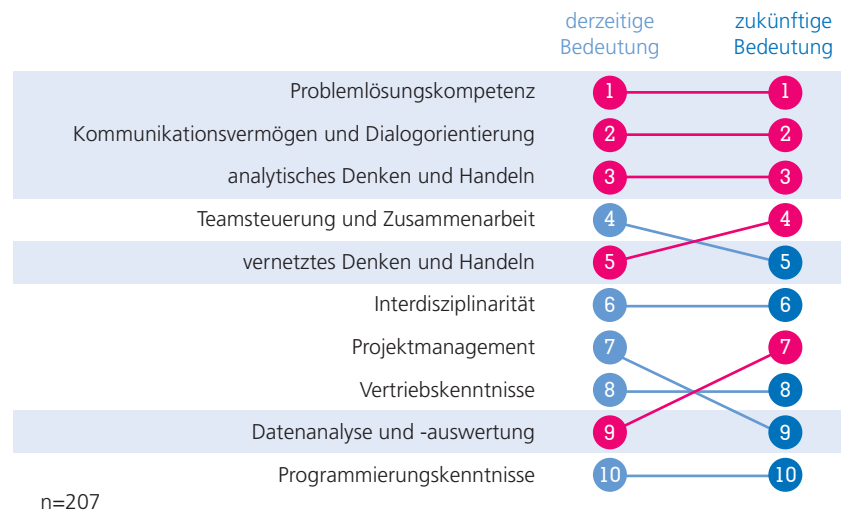 derzeitige zukünftige
Bedeutung Bedeutung
Problemlösungskompetenz 1 1
Kommunikationsvermögen und Dialogorientierung 2 2
analytisches Denken und Handeln 3 3
Teamsteuerung und Zusammenarbeit 4 4
vernetztes Denken und Handeln 5 5
Interdisziplinarität 6 6
Projektmanagement 7 7
Vertriebskenntnisse 8 8
Datenanalyse und -auswertung 9 9
Programmierungskenntnisse 10 10
n=207